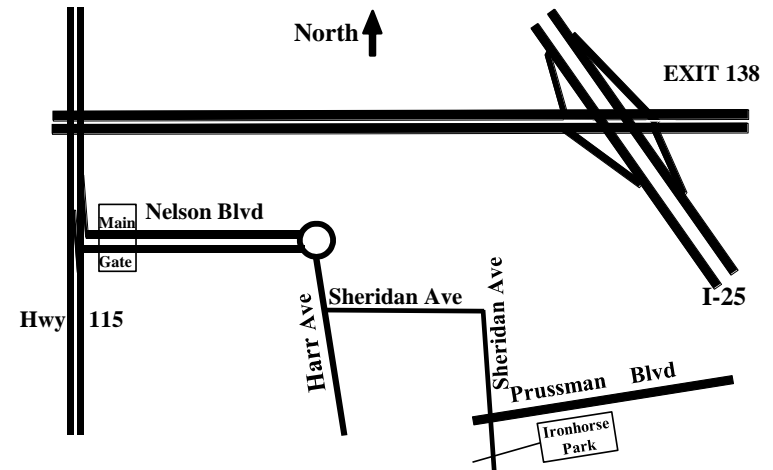 North
EXIT 138
Nelson Blvd
Main
Gate
Sheridan Ave
Sheridan Ave
I-25
Hwy 115
Harr Ave
Prussman Blvd
Ironhorse
Park